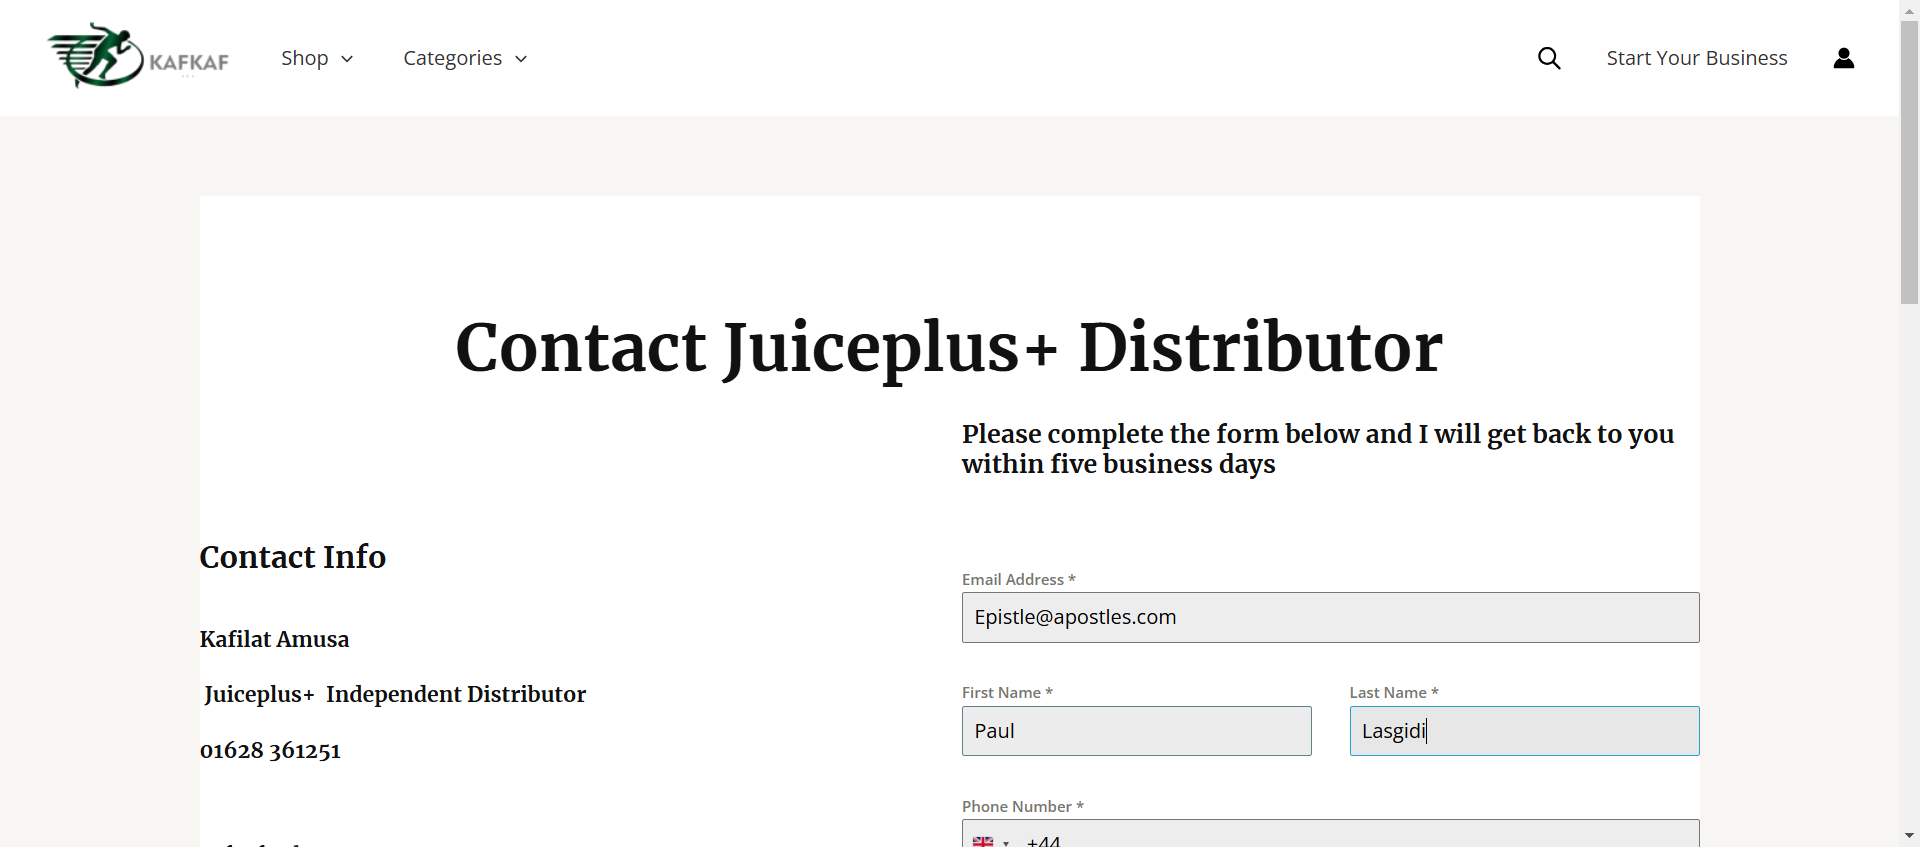 KAFKAF
Shop
Categories
Start Your Business
Contact Juiceplus+ Distributor
Please complete the form below and I will get back to you
within five business days
Contact Info
Kafilat Amusa
Juiceplus+ Independent Distributor
01628 361251
Email Address *
Epistle@apostles.com
First Name *
Paul
Last Name *
Lasgidi
Phone Number *
+44